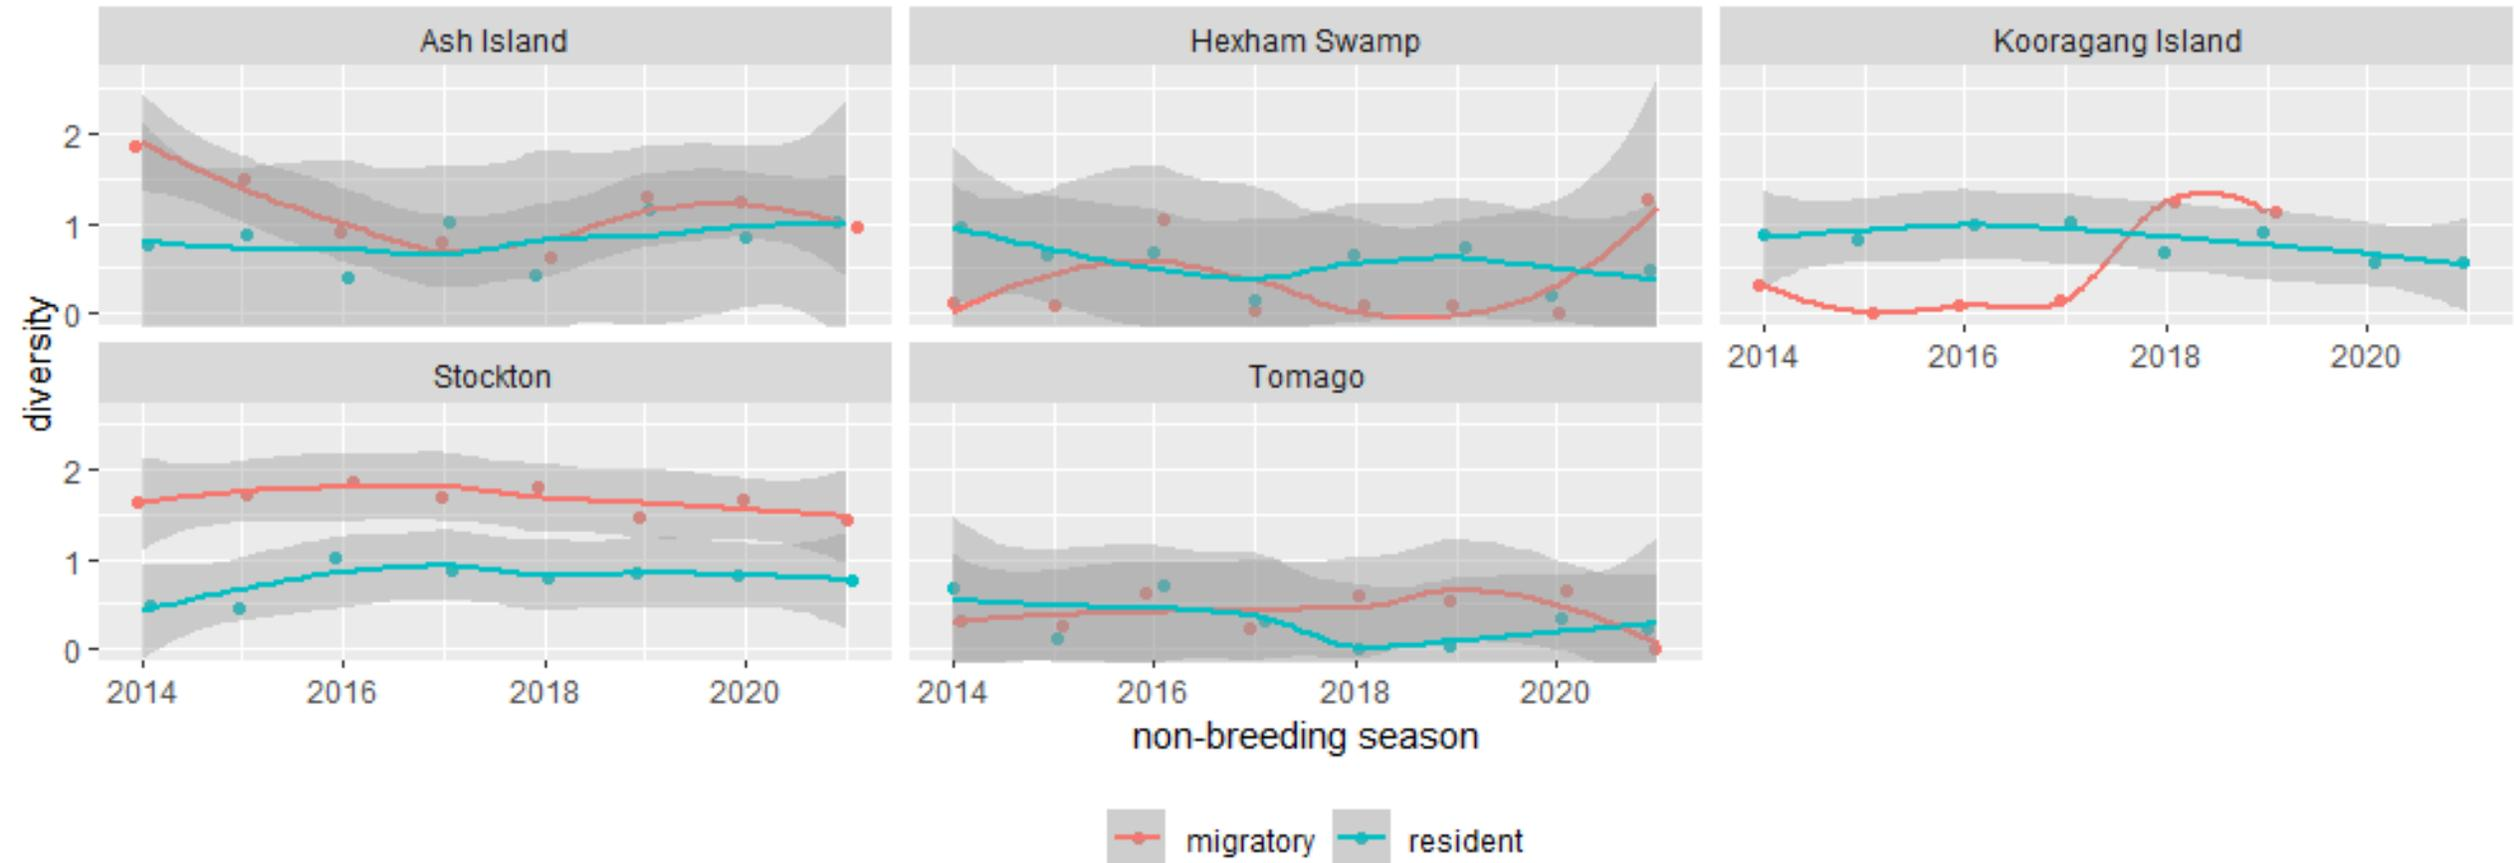 Ash Island
Hexham Swamp
Kooragang Island
2
1
0
2014
2016
2018
2020
Stockton
Tomago
diversity
2
1
0
2014
2016
2018
2020
2014
2016
2018
2020
non-breeding season
migratory
resident